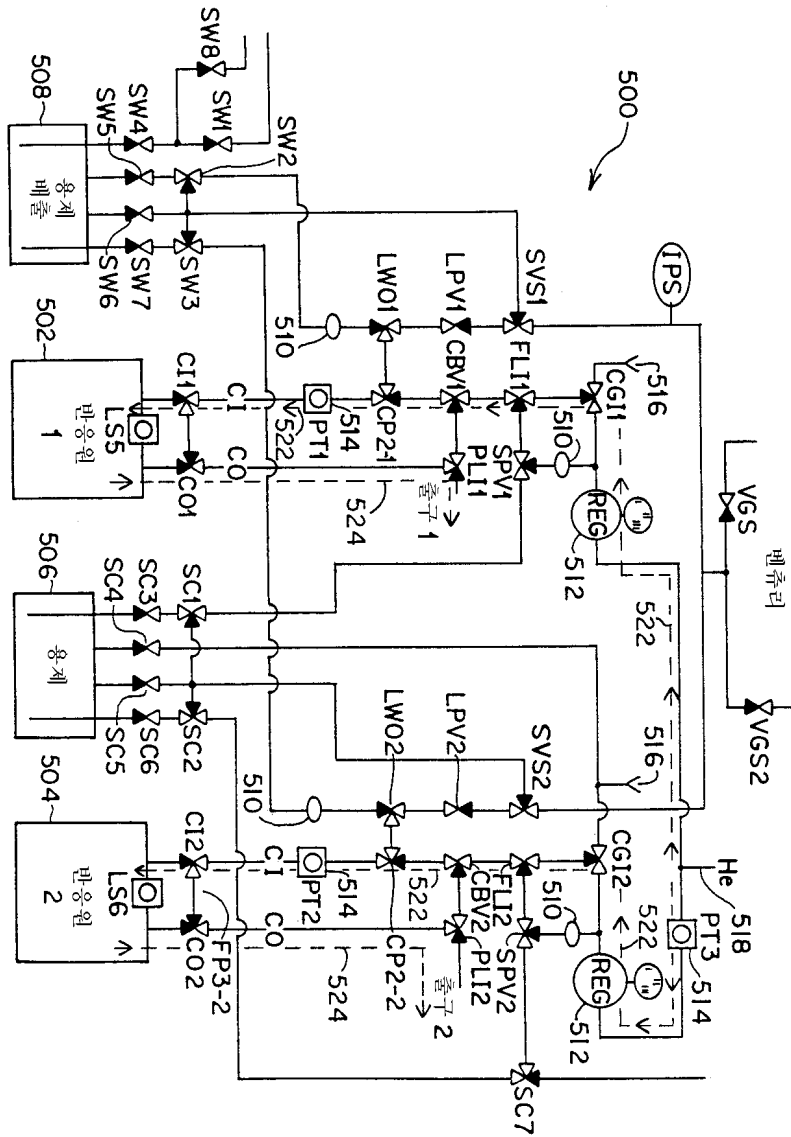 500
IPS
벤츄리
VGS
VGS2
516
CGI1
510
REG
512
522
516
He
518
PT3
514
CGI2
510
522
REG
512
SVS1
FLI1
SPV1
SVS2
FLI2
SPV2
SC7
LPV1
CBV1
PLI1
LPV2
CBV2
PLI2
LWO1
CP2-1
출구 1
LWO2
CP2-2
출구 2
510
514
PT1
522
524
510
514
PT2
522
524
SW8
SW1
SW2
SW3
SW4
SW5
SW6
SW7
CI
CO
CI1
CO1
SC1
SC2
SC3
SC4
SC5
SC6
CI
CO
CI2
CO2
FP3-2
508
용제
배출
502
LS5
반응원
1
506
용제
504
LS6
반응원
2